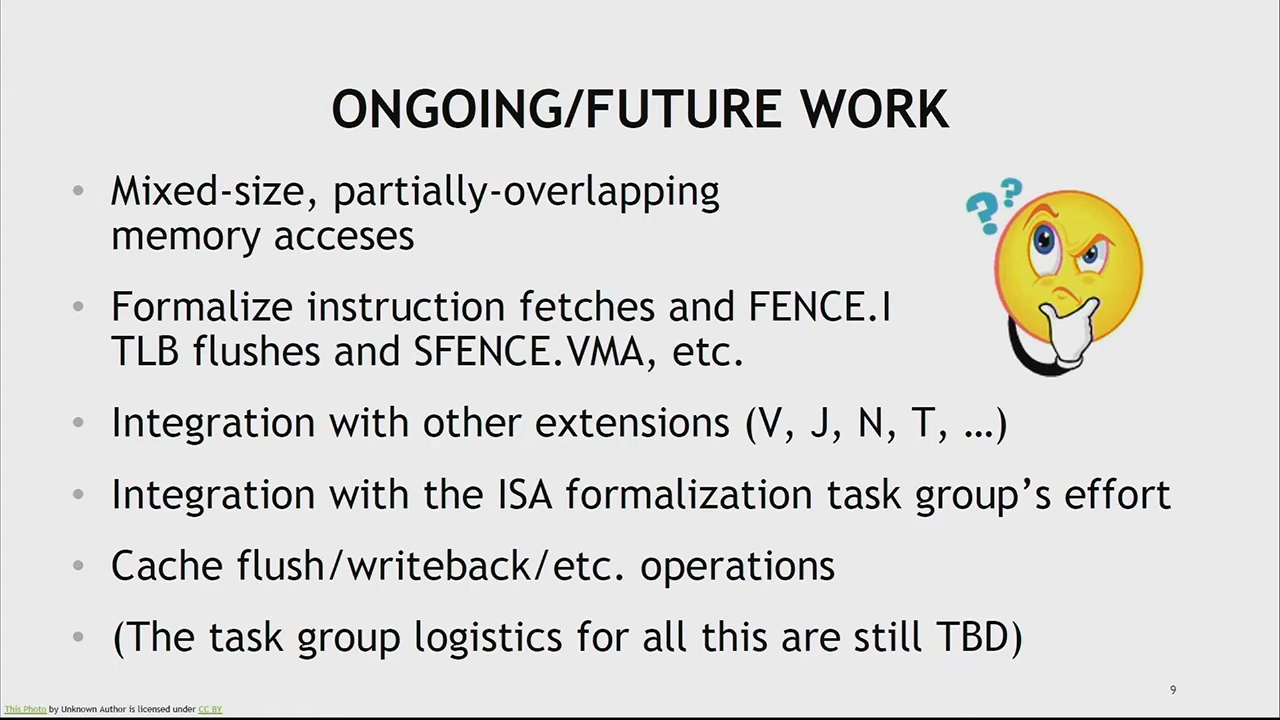 ONGOING/FUTURE WORK
• Mixed-size, partially-overlapping
memory acceses
• Formalize instruction fetches and FENCE.I
TLB flushes and SFENCE.VMA, etc.
• Integration with other extensions (V, J, N, T, …)
• Integration with the ISA formalization task group’s effort
• Cache flush/writeback/etc. operations
• (The task group logistics for all this are still TBD)
? ?
9
This Photo by Unknown Author is licensed under CC BY